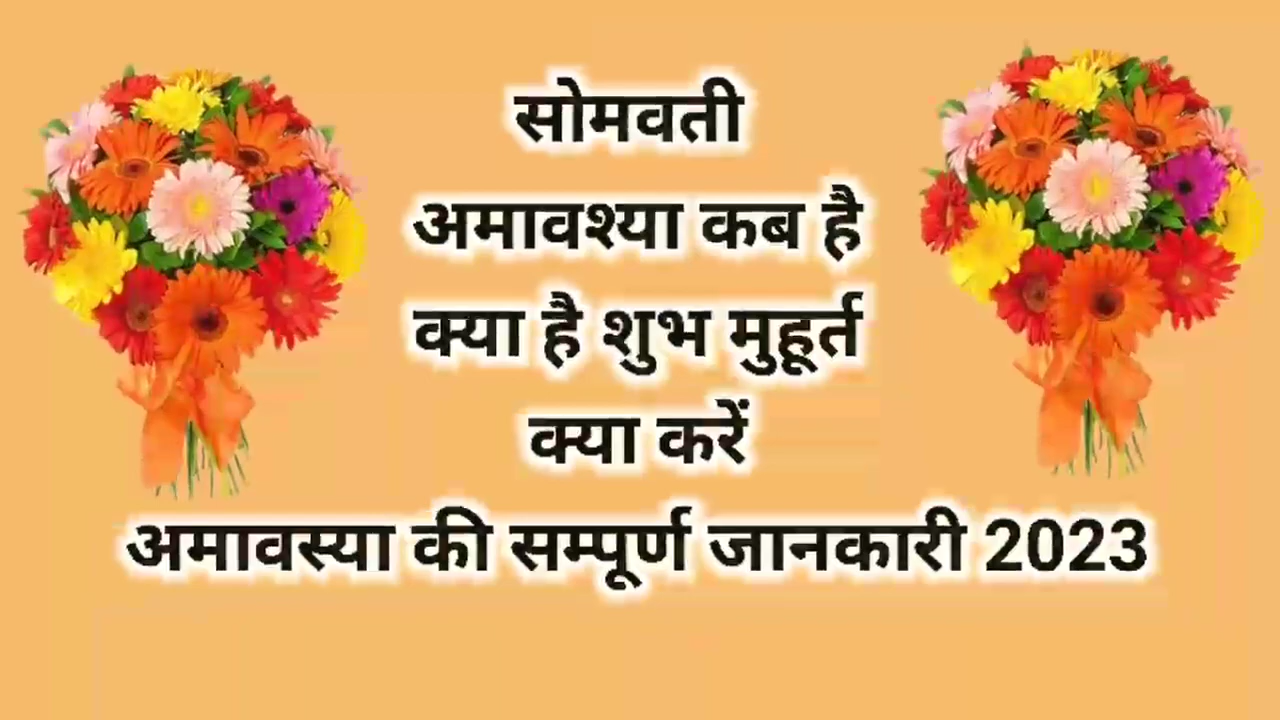 सोमवती
अमावश्या कब है
क्या है शुभ मुहूर्त
क्या करें
अमावस्या की सम्पूर्ण जानकारी 2023